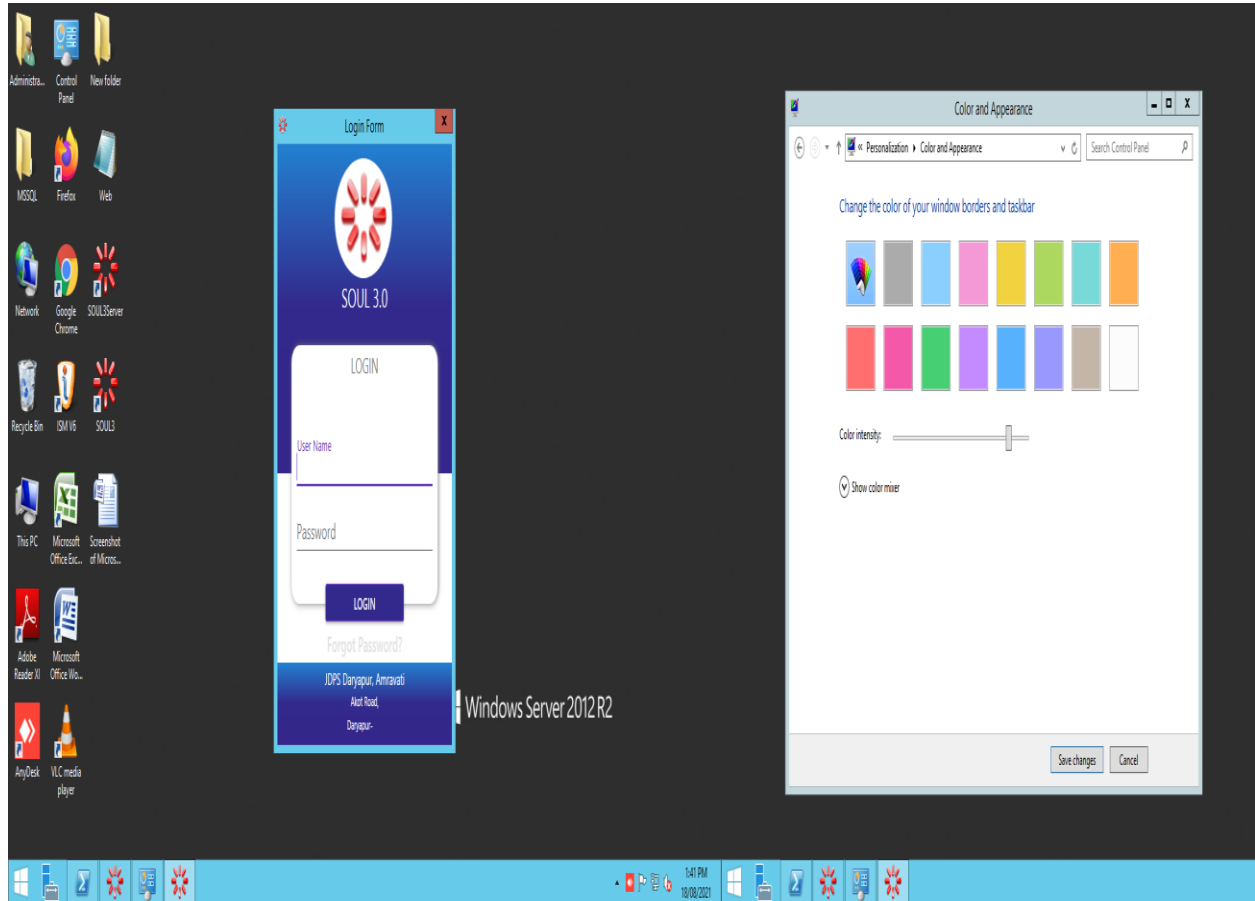 Administra...
Control
Panel
New folder
MSSQL
Firefox
Web
Network
Google
Chrome
SOUL3Server
Recycle Bin
ISM V6
SOUL3
This PC
Microsoft
Office Exc...
Screenshot
of Micros...
Adobe
Reader XI
Microsoft
Office Wo...
AnyDesk
VLC media
player
Login Form
X
SOUL 3.0
LOGIN
User Name
Password
LOGIN
Forgot Password?
JDPS Daryapur, Amravati
Akot Road,
Daryapur-
Windows Server 2012 R2
Color and Appearance
X
« Personalization Color and Appearance
Search Control Panel
Change the color of your window borders and taskbar
Color intensity:
Show color mixer
Save changes
Cancel
1:41 PM
18/08/2021